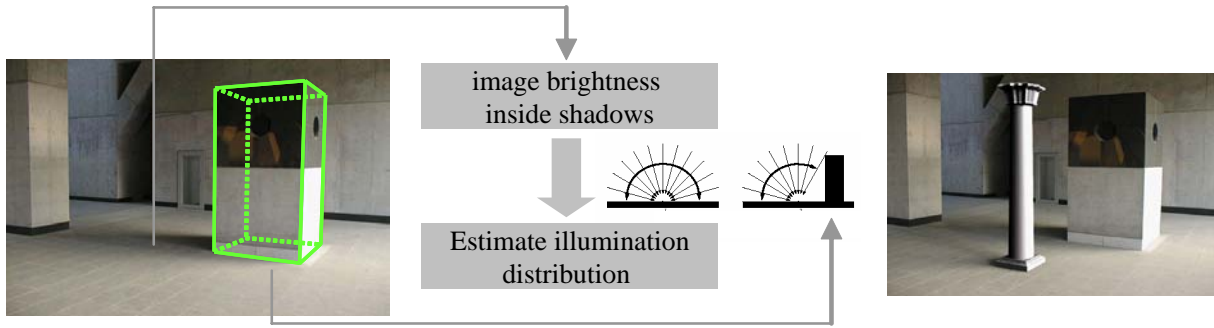 image brightness
inside shadows
Estimate illumination
distribution